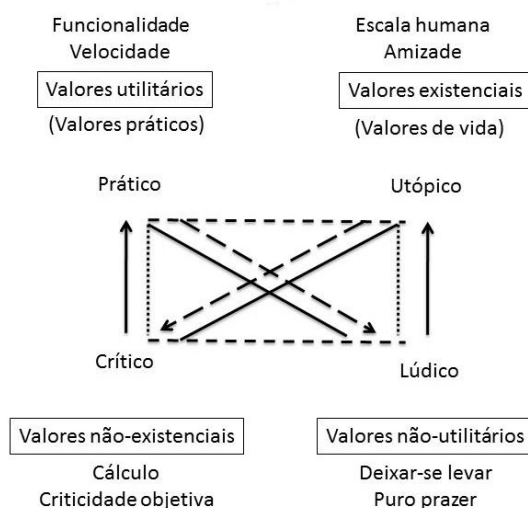 Funcionalidade
Velocidade
Valores utilitários
(Valores práticos)
Escala humana
Amizade
Valores existenciais
(Valores de vida)
Prático
Utópico
Crítico
Lúdico
Valores não-existenciais
Cálculo
Criticidade objetiva
Valores não-utilitários
Deixar-se levar
Puro prazer